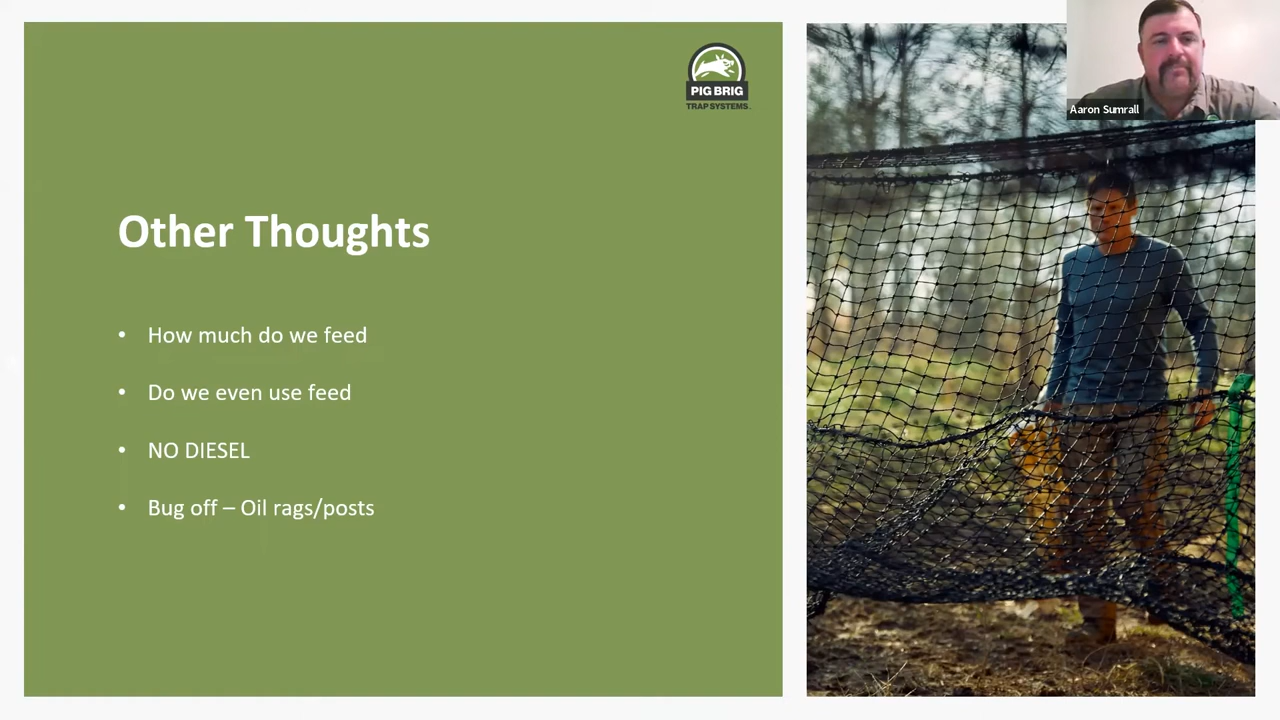 PIG BRIG
TRAP SYSTEMS
Aaron Sumrall
Other Thoughts
• How much do we feed
• Do we even use feed
• NO DIESEL
• Bug off – Oil rags/posts